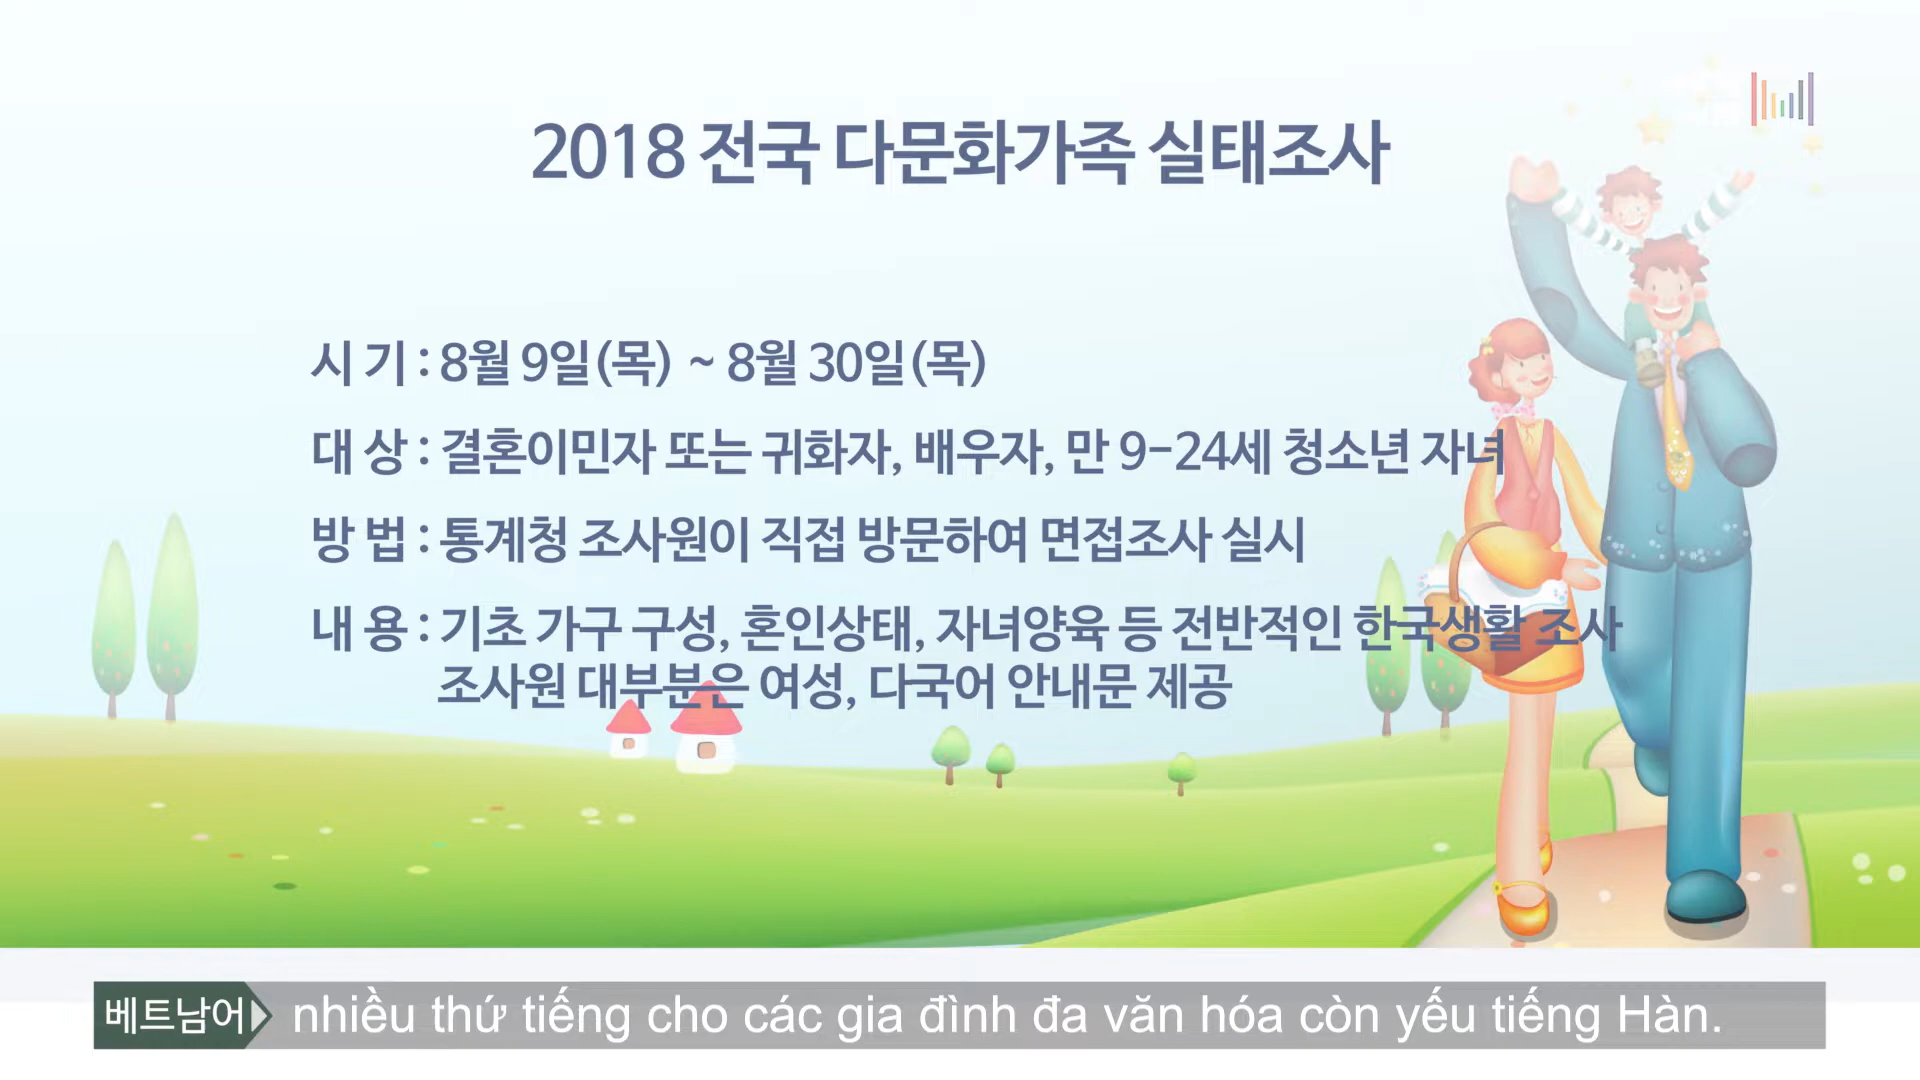 2018 전국 다문화가족 실태조사
시 기 : 8월 9일(목) ~ 8월 30일(목)
대 상 : 결혼이민자 또는 귀화자, 배우자, 만 9-24세 청소년 자녀
방 법 : 통계청 조사원이 직접 방문하여 면접조사 실시
내 용 : 기초 가구 구성, 혼인상태, 자녀양육 등 전반적인 한국생활 조사
조사원 대부분은 여성, 다국어 안내문 제공
베트남어 nhiều thứ tiếng cho các gia đình đa văn hóa còn yếu tiếng Hàn.